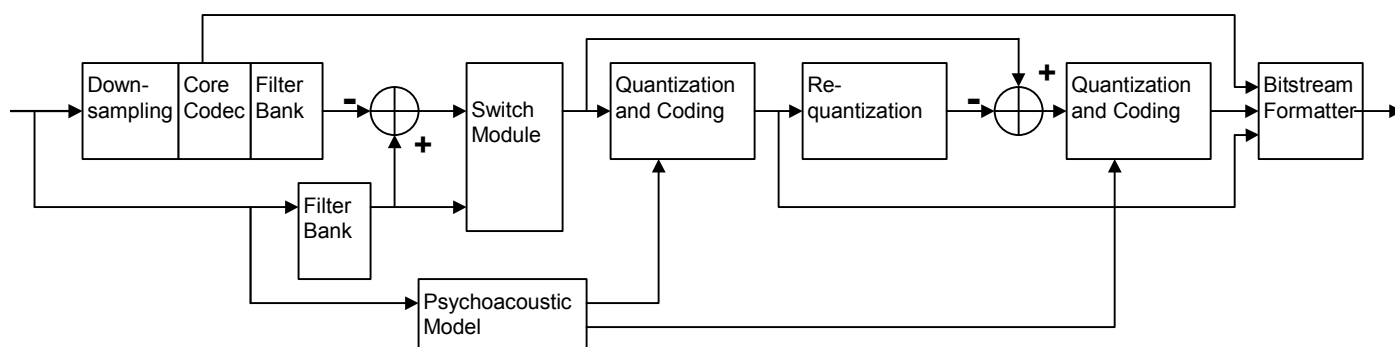 Down-
sampling
Core
Codec
Filter
Bank
-
+
Switch
Module
Quantization
and Coding
Re-
quantization
-
+
Quantization
and Coding
Bitstream
Formatter
Filter
Bank
Psychoacoustic
Model